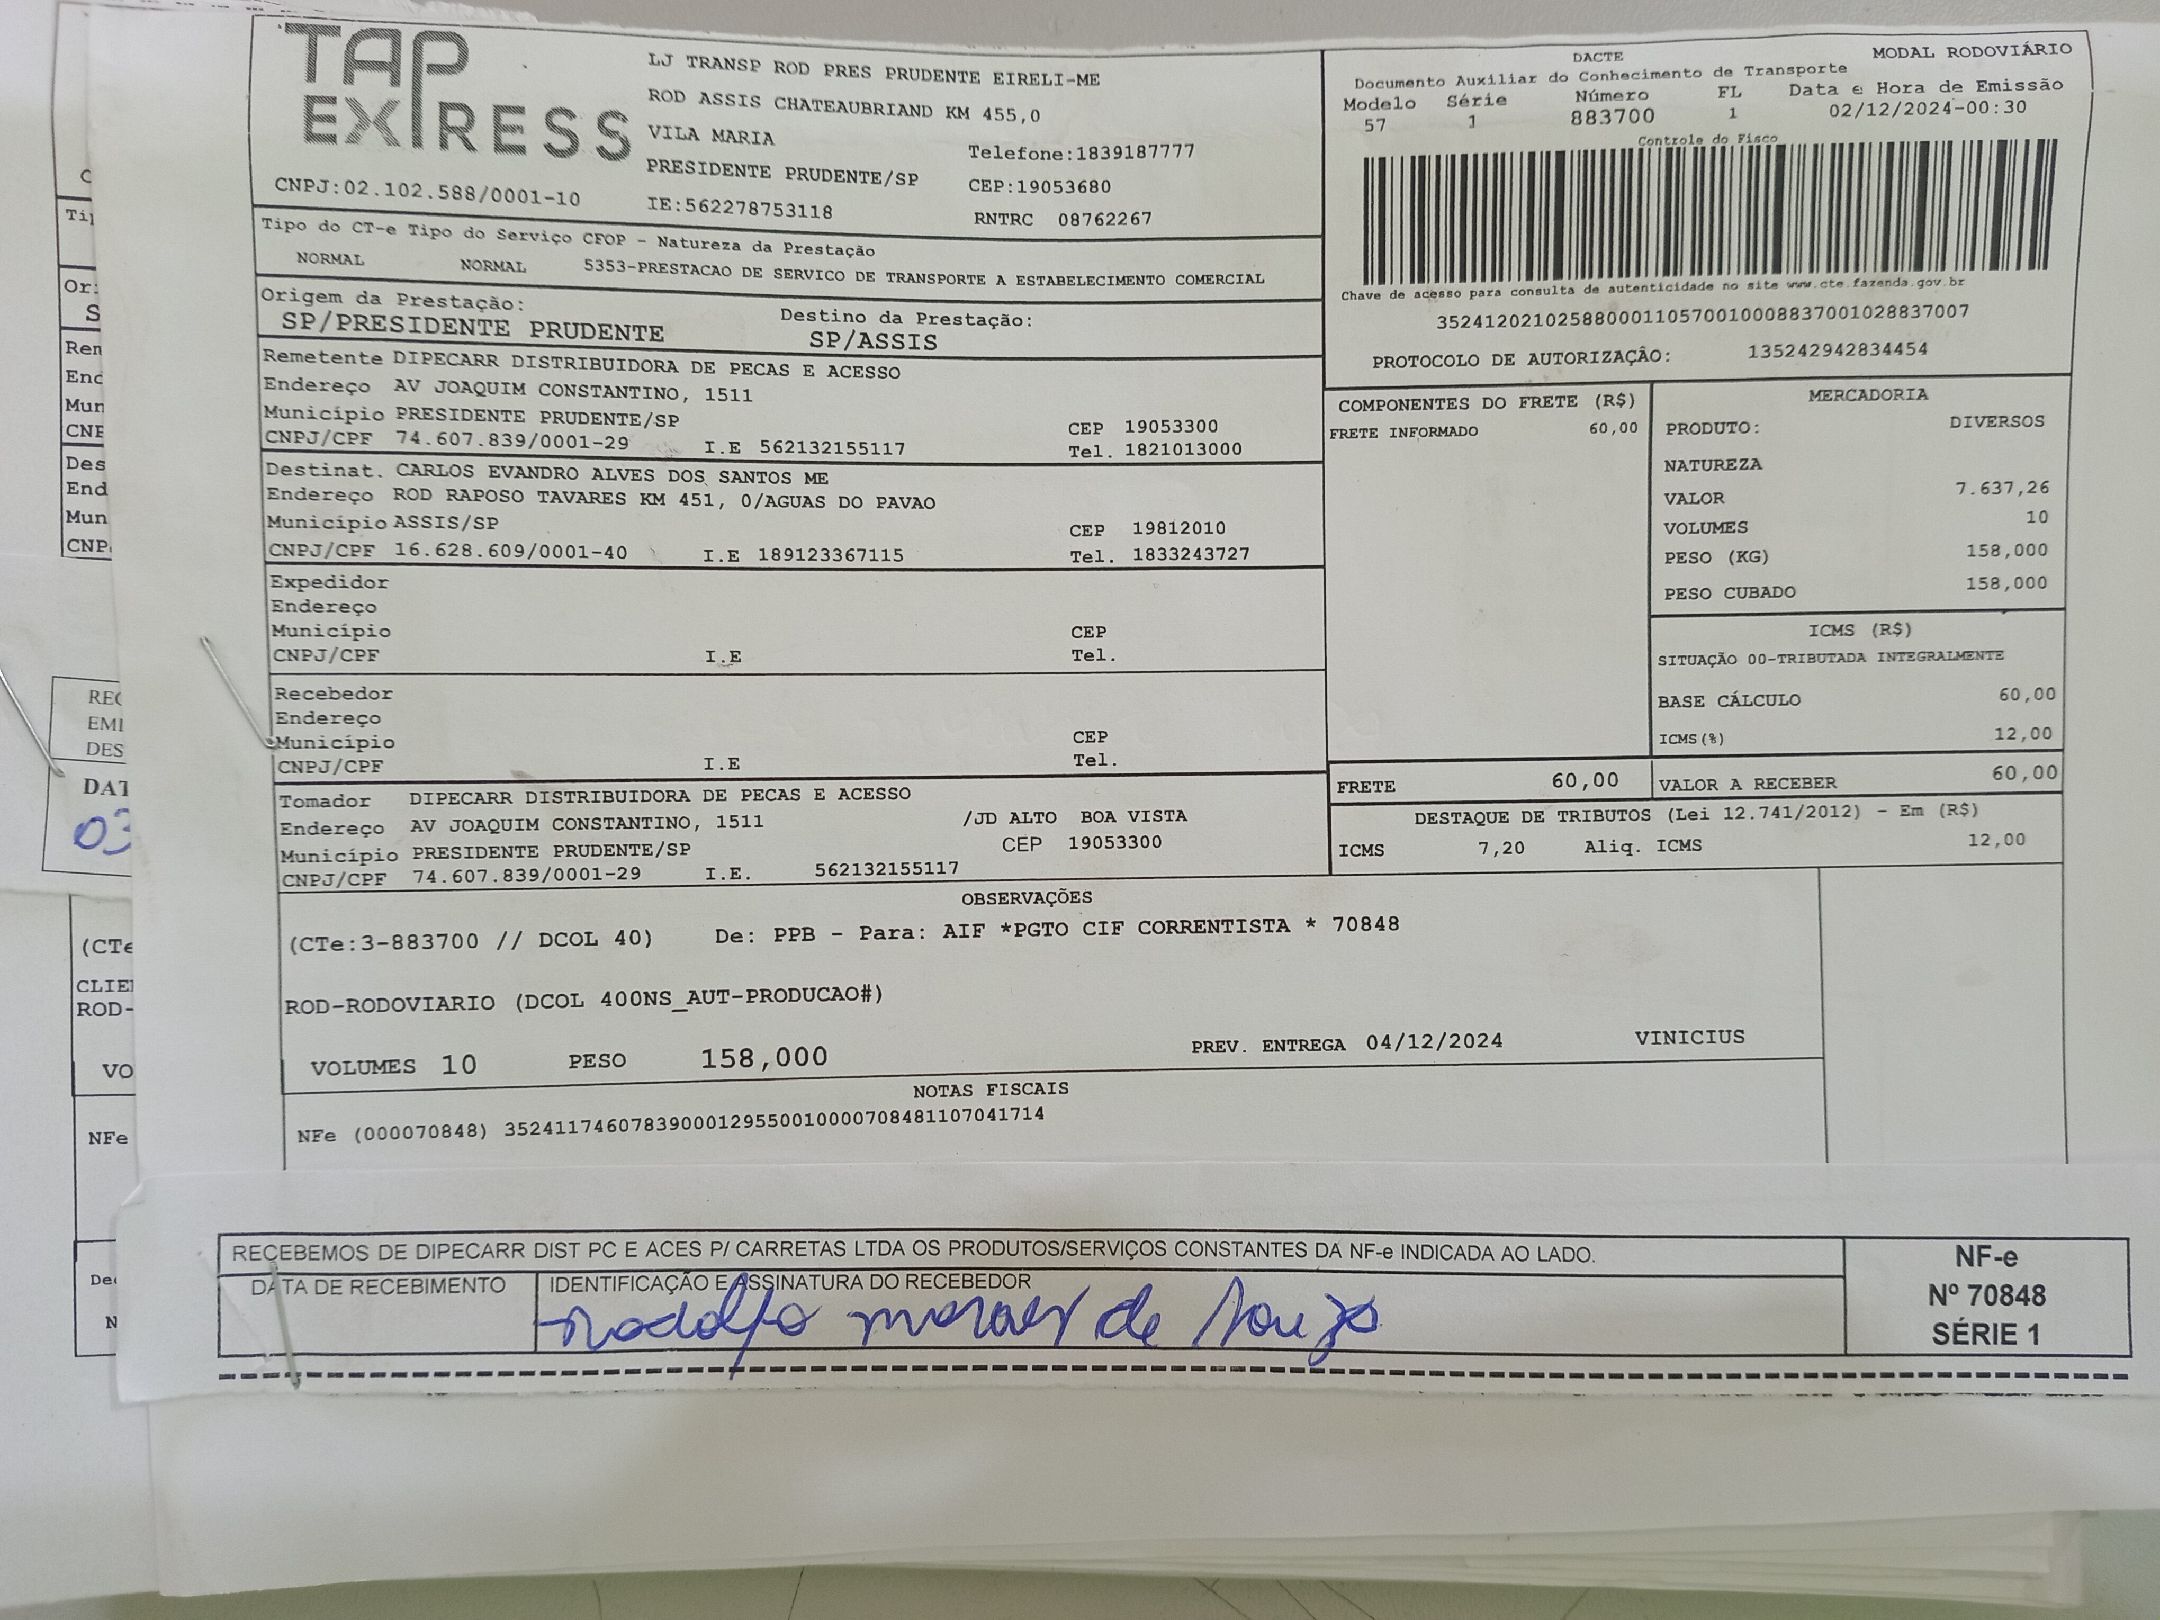 TAP EXPRESS
CNPJ:02.102.588/0001-10
LJ TRANSP ROD PRES PRUDENTE EIRELI-ME
ROD ASSIS CHATEAUBRIAND KM 455,0
VILA MARIA
Telefone:1839187777
PRESIDENTE PRUDENTE/SP CEP:19053680
IE:562278753118 RNTRC 08762267
DACTE MODAL RODOVIÁRIO
Documento Auxiliar do Conhecimento de Transporte
Modelo Série Número FL Data e Hora de Emissão
57 1 883700 1 02/12/2024-00:30
Controle do Fisco
Chave de acesso para consulta de autenticidade no site www.cte.fazenda.gov.br
35241202102588000110570010008837001028837007
PROTOCOLO DE AUTORIZAÇÂO: 135242942834454
Tipo do CT-e Tipo do Serviço CFOP - Natureza da Prestação
NORMAL NORMAL 5353-PRESTACAO DE SERVICO DE TRANSPORTE A ESTABELECIMENTO COMERCIAL
Origem da Prestação: Destino da Prestação:
SP/PRESIDENTE PRUDENTE SP/ASSIS
Remetente DIPECARR DISTRIBUIDORA DE PECAS E ACESSO
Endereço AV JOAQUIM CONSTANTINO, 1511
Município PRESIDENTE PRUDENTE/SP CEP 19053300
CNPJ/CPF 74.607.839/0001-29 I.E 562132155117 Tel. 1821013000
Destinat. CARLOS EVANDRO ALVES DOS SANTOS ME
Endereço ROD RAPOSO TAVARES KM 451, 0/AGUAS DO PAVAO
Município ASSIS/SP CEP 19812010
CNPJ/CPF 16.628.609/0001-40 I.E 189123367115 Tel. 1833243727
Expedidor
Endereço
Município CEP
CNPJ/CPF I.E Tel.
Recebedor
Endereço
Município CEP
CNPJ/CPF I.E Tel.
Tomador DIPECARR DISTRIBUIDORA DE PECAS E ACESSO
Endereço AV JOAQUIM CONSTANTINO, 1511 /JD ALTO BOA VISTA
Município PRESIDENTE PRUDENTE/SP CEP 19053300
CNPJ/CPF 74.607.839/0001-29 I.E. 562132155117
COMPONENTES DO FRETE (R$)
FRETE INFORMADO 60,00
MERCADORIA
PRODUTO: DIVERSOS
NATUREZA
VALOR 7.637,26
VOLUMES 10
PESO (KG) 158,000
PESO CUBADO 158,000
ICMS (R$)
SITUAÇÃO 00-TRIBUTADA INTEGRALMENTE
BASE CÁLCULO 60,00
ICMS(%) 12,00
FRETE 60,00 VALOR A RECEBER 60,00
DESTAQUE DE TRIBUTOS (Lei 12.741/2012) - Em (R$)
ICMS 7,20 Aliq. ICMS 12,00
OBSERVAÇÕES
(CTe:3-883700 // DCOL 40) De: PPB - Para: AIF *PGTO CIF CORRENTISTA * 70848
ROD-RODOVIARIO (DCOL 400NS_AUT-PRODUCAO#)
VOLUMES 10 PESO 158,000 PREV. ENTREGA 04/12/2024 VINICIUS
NOTAS FISCAIS
NFe (000070848) 35241174607839000129550010000708481107041714
RECEBEMOS DE DIPECARR DIST PC E ACES P/ CARRETAS LTDA OS PRODUTOS/SERVIÇOS CONSTANTES DA NF-e INDICADA AO LADO.
DATA DE RECEBIMENTO IDENTIFICAÇÃO E ASSINATURA DO RECEBEDOR
Rodolfo moraes de Souza
NF-e
Nº 70848
SÉRIE 1
03
(CTe
ROD-
VO
NFe